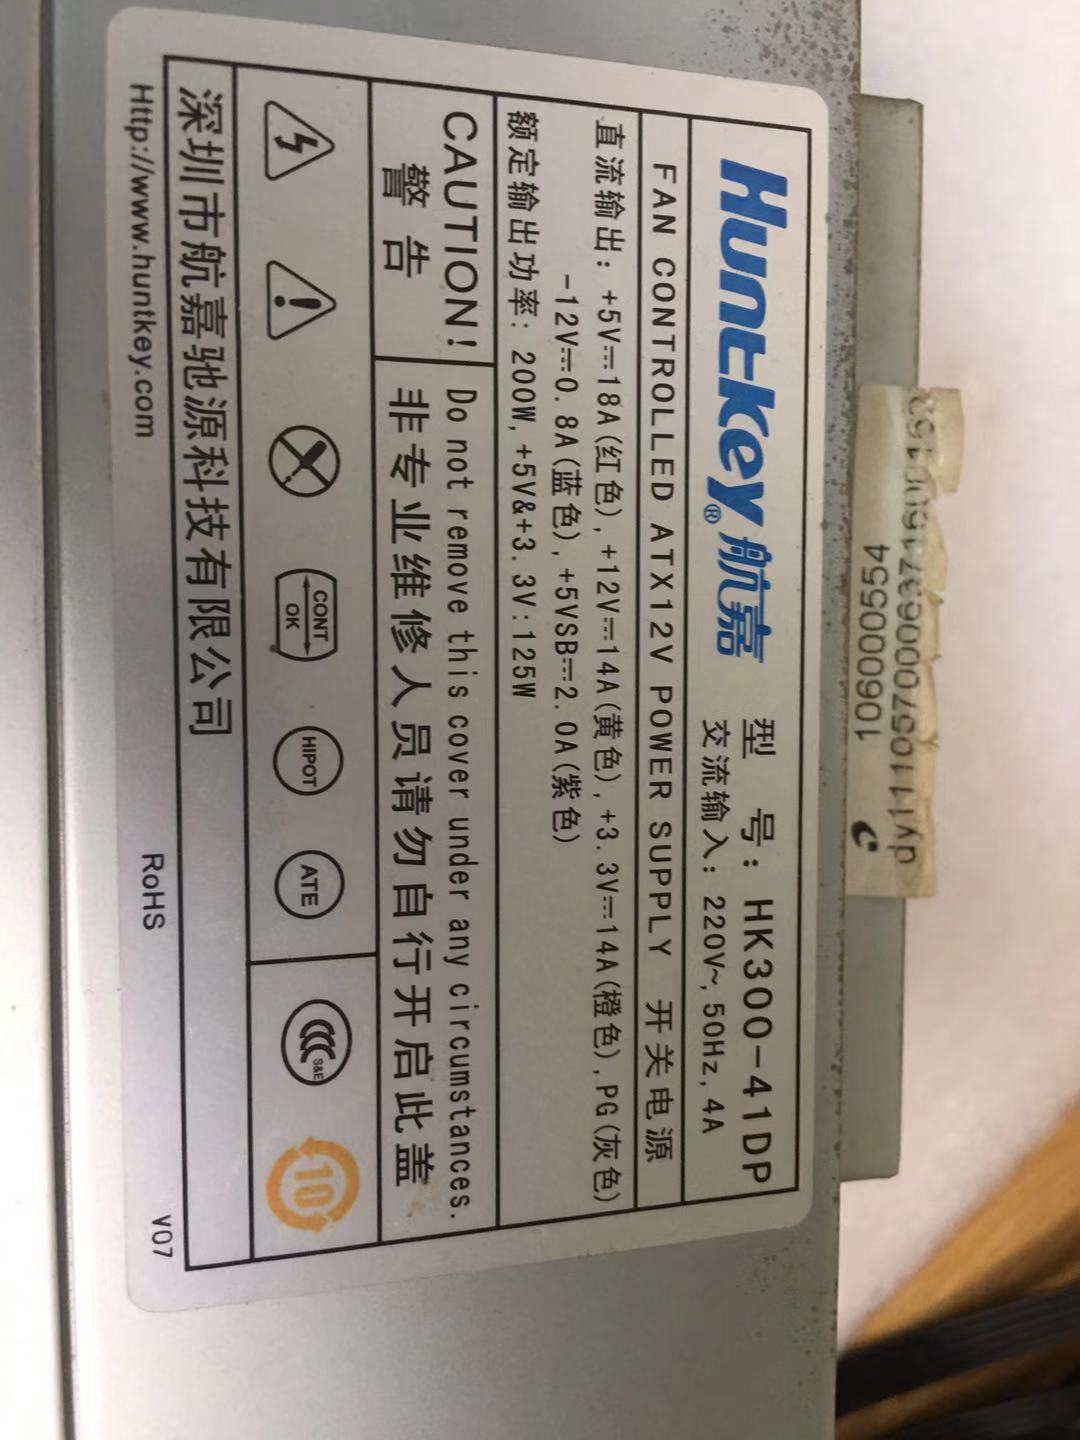 Huntkey® 航嘉
型 号：HK300-41DP
交流输入：220V~,50Hz,4A
FAN CONTROLLED ATX12V POWER SUPPLY 开关电源
直流输出：+5V⎓18A(红色),+12V⎓14A(黄色),+3.3V⎓14A(橙色),PG(灰色)
-12V⎓0.8A(蓝色),+5VSB⎓2.0A(紫色)
额定输出功率：200W,+5V&+3.3V:125W
CAUTION!
警 告
Do not remove this cover under any circumstances.
非专业维修人员请勿自行开启此盖
CONT
OK
HIPOT
ATE
CCC
S&E
10
深圳市航嘉驰源科技有限公司
Http://www.huntkey.com
RoHS
V07
10600054